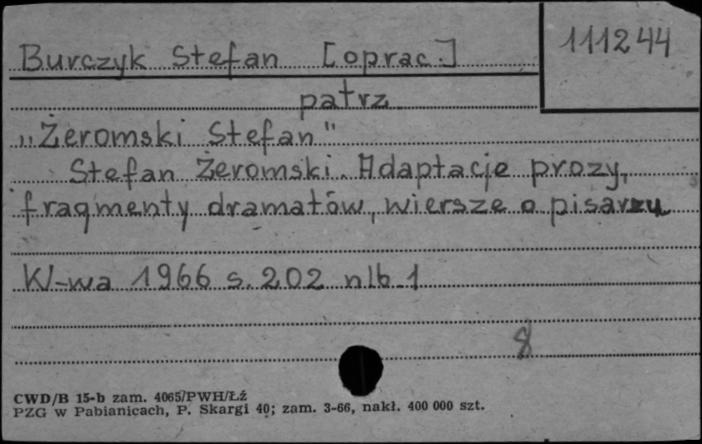 Burczyk Stefan [oprac.]
111244
patrz
„Żeromski Stefan"
Stefan Żeromski. Adaptacje prozy,
fragmenty dramatów, wiersze o pisarzu
W-wa 1966 s. 202 nlb. 1
8
CWD/B 15-b zam. 4065/PWH/Łź
PZG w Pabianicach, P. Skargi 40; zam. 3-66, nakł. 400 000 szt.